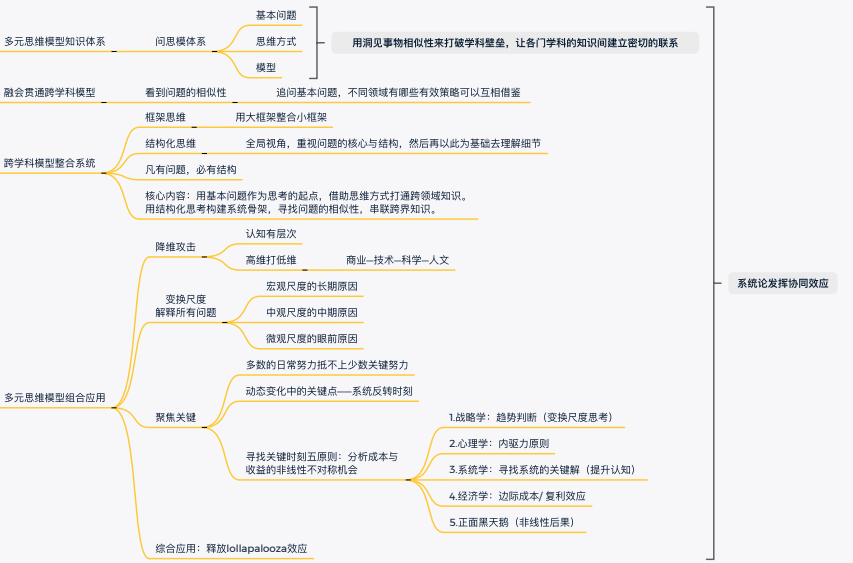 多元思维模型知识体系
问思模体系
基本问题
思维方式
模型
用洞见事物相似性来打破学科壁垒，让各门学科的知识间建立密切的联系
融会贯通跨学科模型
看到问题的相似性
追问基本问题，不同领域有哪些有效策略可以互相借鉴
跨学科模型整合系统
框架思维
用大框架整合小框架
结构化思维
全局视角，重视问题的核心与结构，然后再以此为基础去理解细节
凡有问题，必有结构
核心内容：用基本问题作为思考的起点，借助思维方式打通跨领域知识。
用结构化思考构建系统骨架，寻找问题的相似性，串联跨界知识。
多元思维模型组合应用
降维攻击
认知有层次
高维打低维
商业—技术—科学—人文
变换尺度
解释所有问题
宏观尺度的长期原因
中观尺度的中期原因
微观尺度的眼前原因
聚焦关键
多数的日常努力抵不上少数关键努力
动态变化中的关键点——系统反转时刻
寻找关键时刻五原则：分析成本与
收益的非线性不对称机会
1.战略学：趋势判断（变换尺度思考）
2.心理学：内驱力原则
3.系统学：寻找系统的关键解（提升认知）
4.经济学：边际成本/ 复利效应
5.正面黑天鹅（非线性后果）
综合应用：释放lollapalooza效应
系统论发挥协同效应